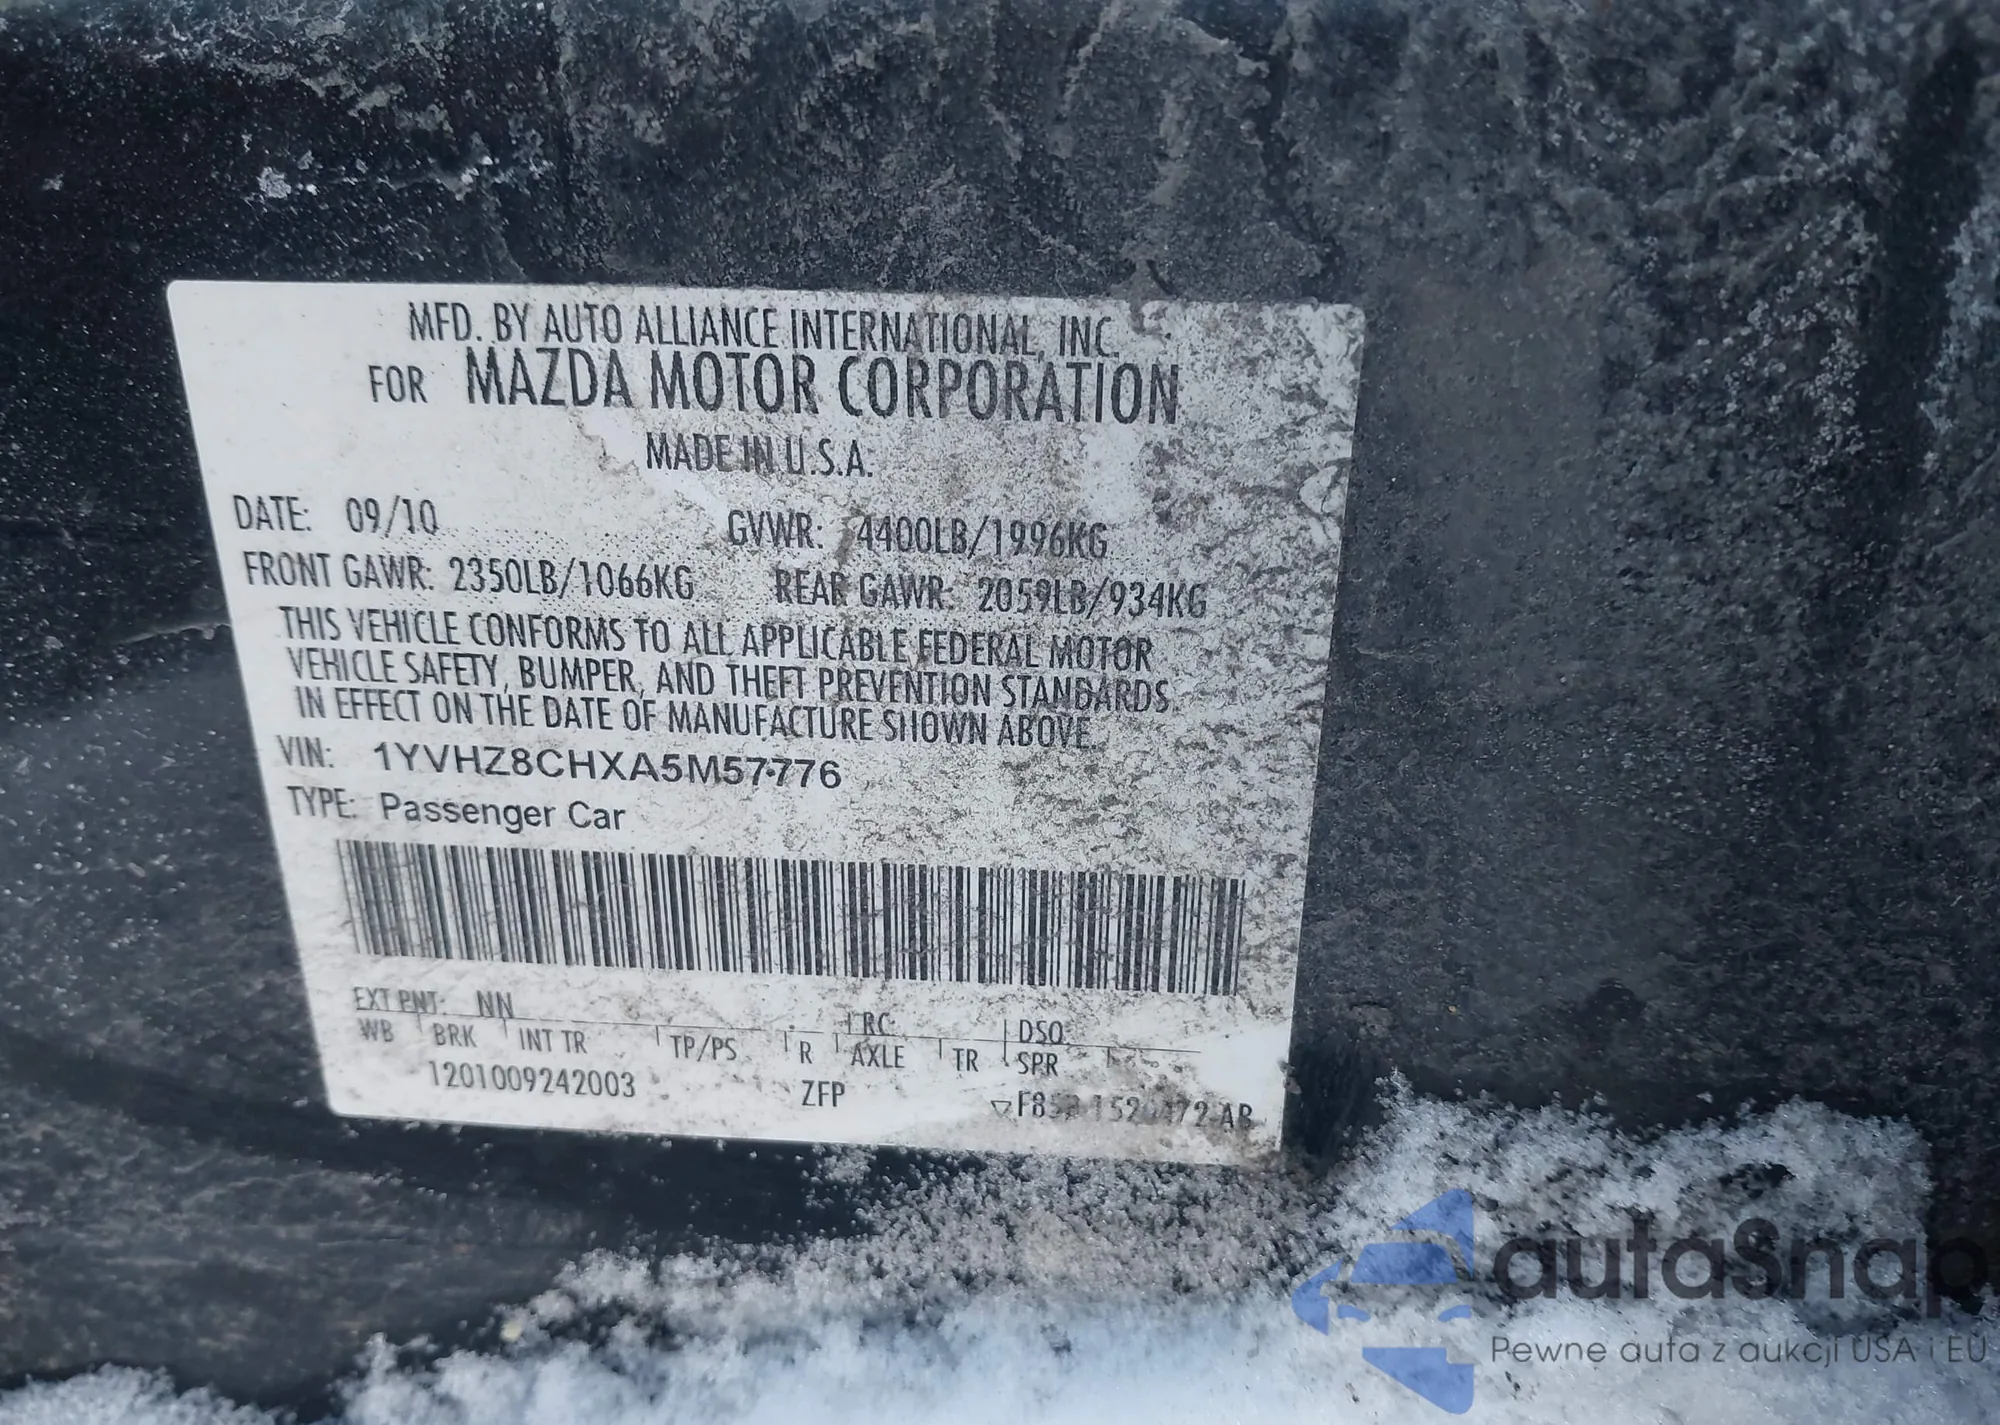 MFD. BY AUTO ALLIANCE INTERNATIONAL, INC.
FOR MAZDA MOTOR CORPORATION
MADE IN U.S.A.
DATE: 09/10 GVWR: 4400LB/1996KG
FRONT GAWR: 2350LB/1066KG REAR GAWR: 2059LB/934KG
THIS VEHICLE CONFORMS TO ALL APPLICABLE FEDERAL MOTOR
VEHICLE SAFETY, BUMPER, AND THEFT PREVENTION STANDARDS
IN EFFECT ON THE DATE OF MANUFACTURE SHOWN ABOVE.
VIN: 1YVHZ8CHXA5M57776
TYPE: Passenger Car
EXT PNT: NN RC: DSO:
WB BRK INT TR TP/PS R AXLE TR SPR
1201009242003 ZFP
autaSnap
Pewne auta z aukcji USA i EU